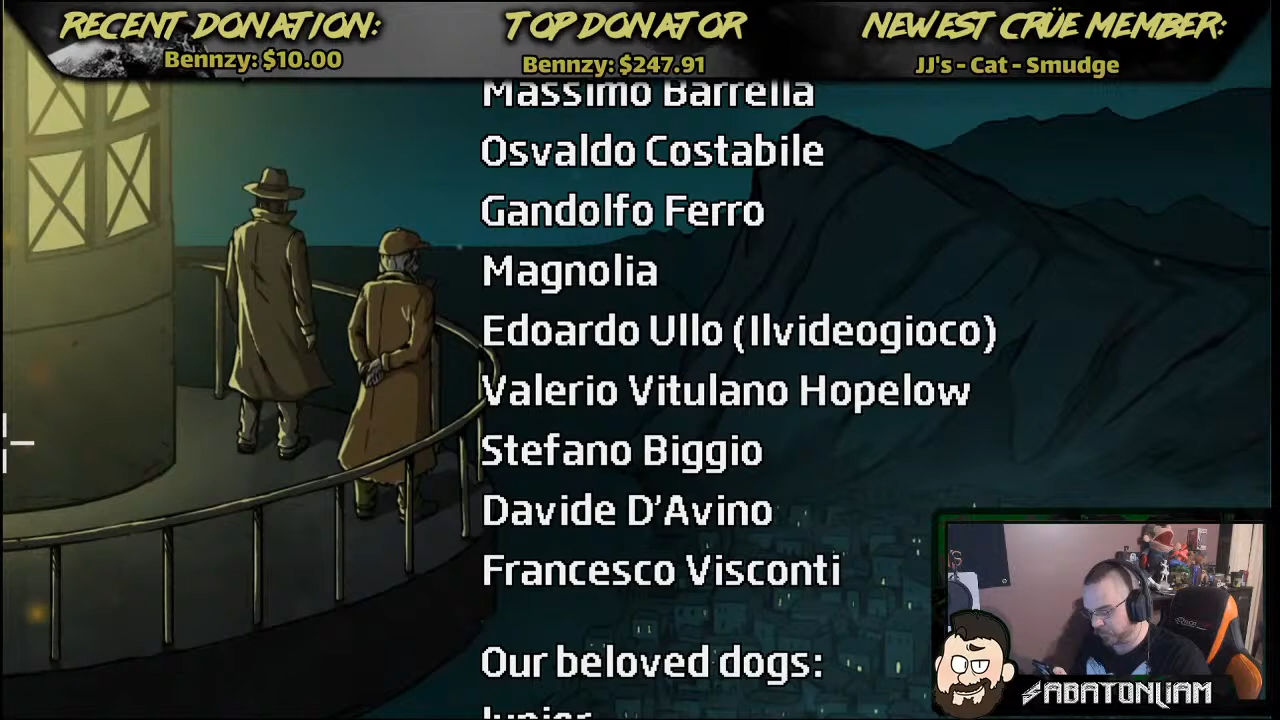 RECENT DONATION:
Bennzy: $10.00
TOP DONATOR
Bennzy: $247.91
NEWEST CRÜE MEMBER:
JJ's - Cat - Smudge
Massimo Barrella
Osvaldo Costabile
Gandolfo Ferro
Magnolia
Edoardo Ullo (Ilvideogioco)
Valerio Vitulano Hopelow
Stefano Biggio
Davide D'Avino
Francesco Visconti
Our beloved dogs:
Junior
SABATONLIAM